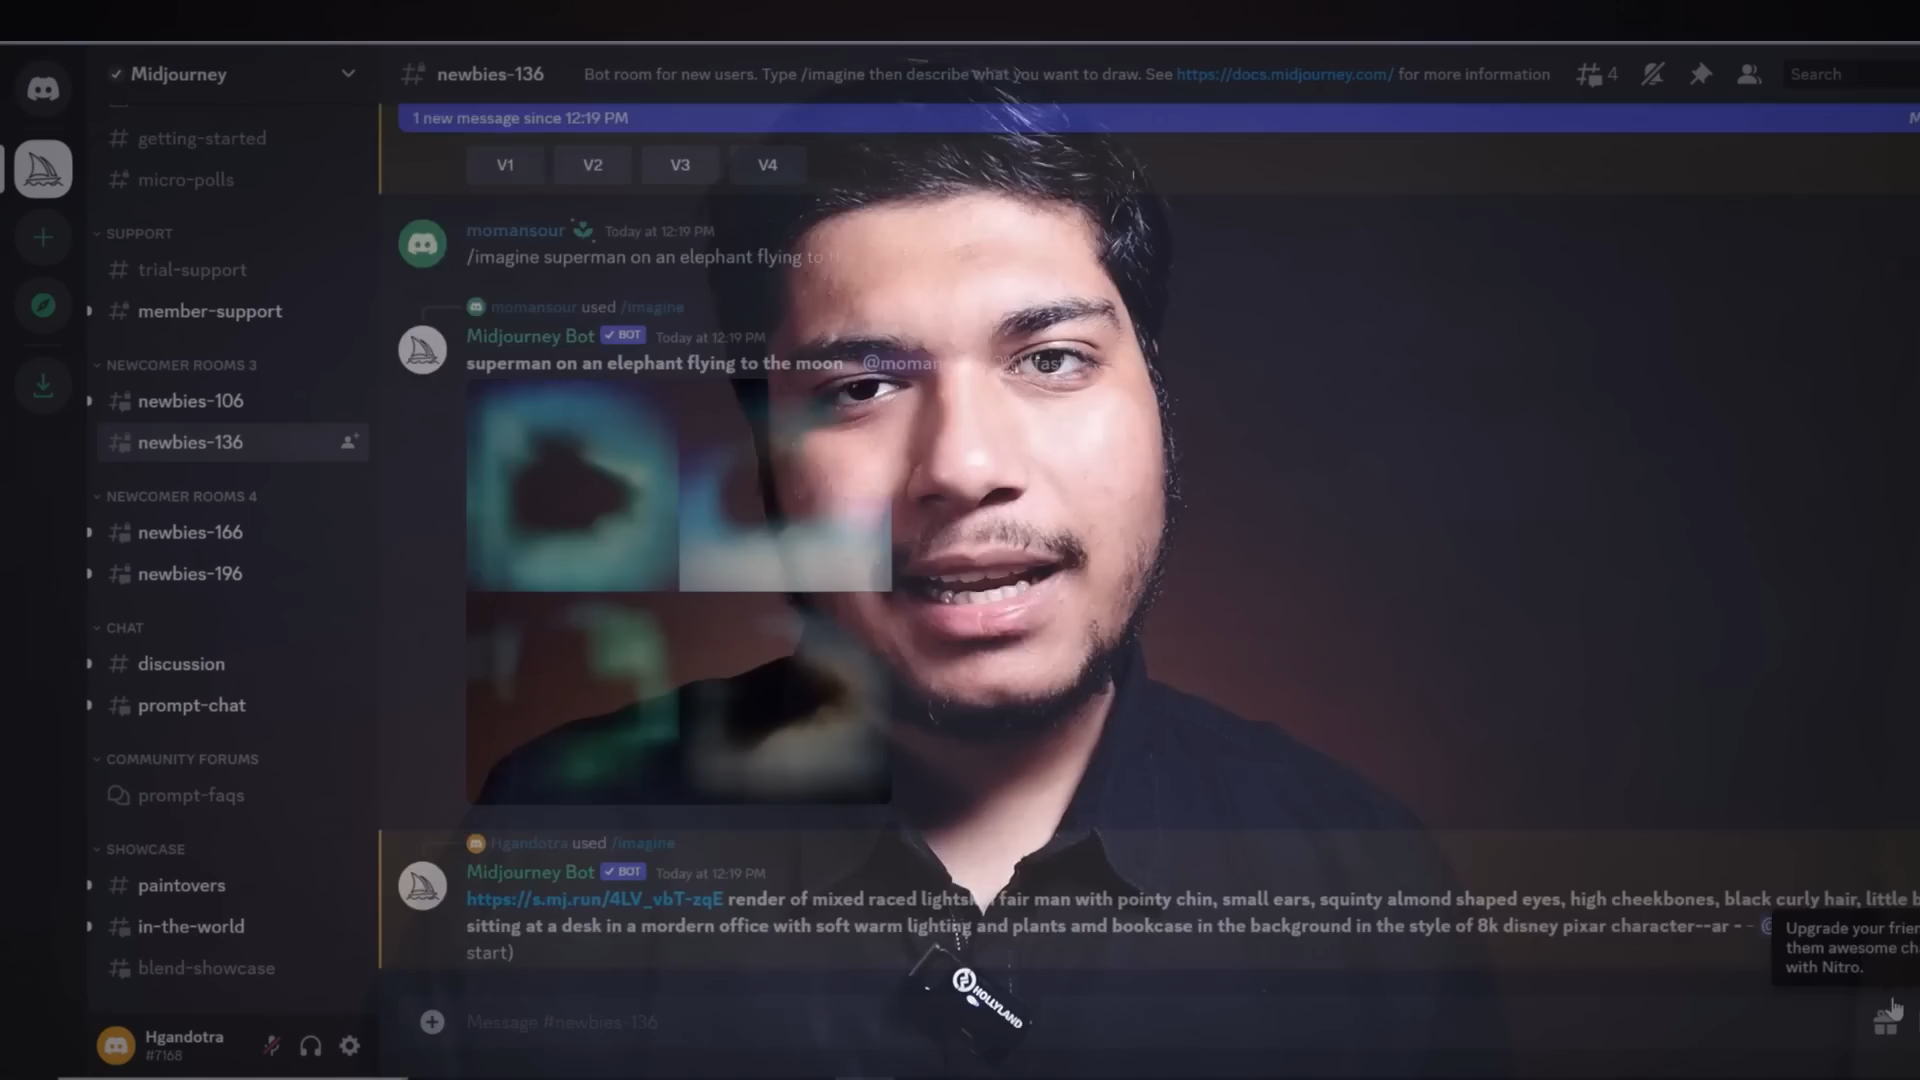 Midjourney
getting-started
micro-polls
SUPPORT
trial-support
member-support
NEWCOMER ROOMS 3
newbies-106
newbies-136
NEWCOMER ROOMS 4
newbies-166
newbies-196
CHAT
discussion
prompt-chat
COMMUNITY FORUMS
prompt-faqs
SHOWCASE
paintovers
in-the-world
blend-showcase
Hgandotra
#7168
newbies-136 Bot room for new users. Type /imagine then describe what you want to draw. See https://docs.midjourney.com/ for more information 4 Search
1 new message since 12:19 PM
V1 V2 V3 V4
momansour Today at 12:19 PM
/imagine superman on an elephant flying to
momansour used /imagine
Midjourney Bot BOT Today at 12:19 PM
superman on an elephant flying to the moon
Hgandotra used /imagine
Midjourney Bot BOT Today at 12:19 PM
https://s.mj.run/4LV_vbT-zqE render of mixed raced fair man with pointy chin, small ears, squinty almond shaped eyes, high cheekbones, black curly hair, little
sitting at a desk in a mordern office with soft warm lighting and plants amd bookcase in the background in the style of 8k disney pixar character--ar -
start)
Message #newbies-136
Upgrade your
them awesome
with Nitro.
HOLLYLAND